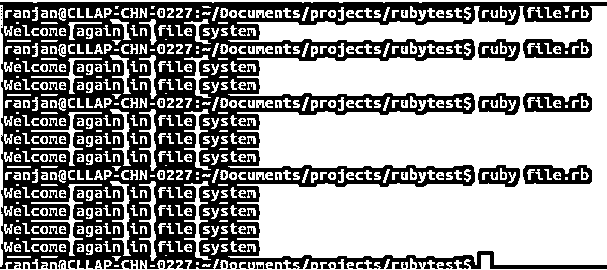 ranjan@CLLAP-CHN-0227:~/Documents/projects/rubytest$ ruby file.rb
Welcome again in file system
ranjan@CLLAP-CHN-0227:~/Documents/projects/rubytest$ ruby file.rb
Welcome again in file system
Welcome again in file system
ranjan@CLLAP-CHN-0227:~/Documents/projects/rubytest$ ruby file.rb
Welcome again in file system
Welcome again in file system
Welcome again in file system
ranjan@CLLAP-CHN-0227:~/Documents/projects/rubytest$ ruby file.rb
Welcome again in file system
Welcome again in file system
Welcome again in file system
Welcome again in file system
ranjan@CLLAP-CHN-0227:~/Documents/projects/rubytest$